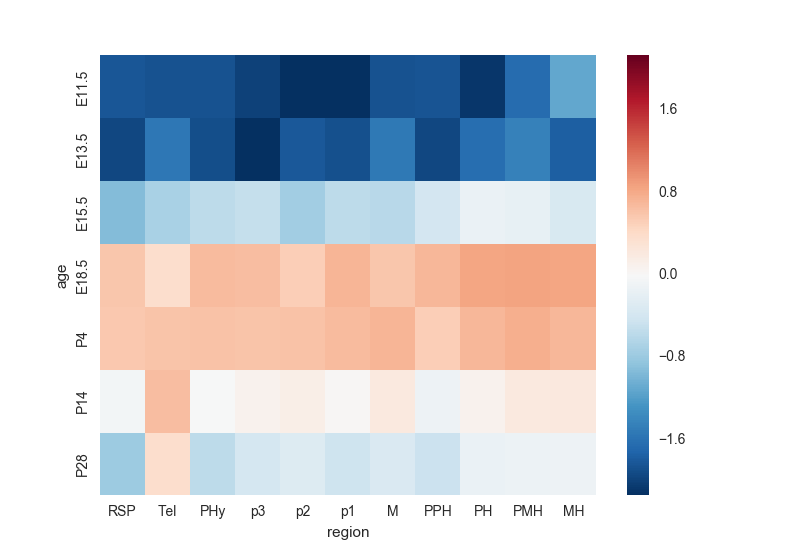 E11.5
E13.5
E15.5
E18.5
P4
P14
P28
age
RSP Tel PHy p3 p2 p1 M PPH PH PMH MH
region
1.6
0.8
0.0
−0.8
−1.6